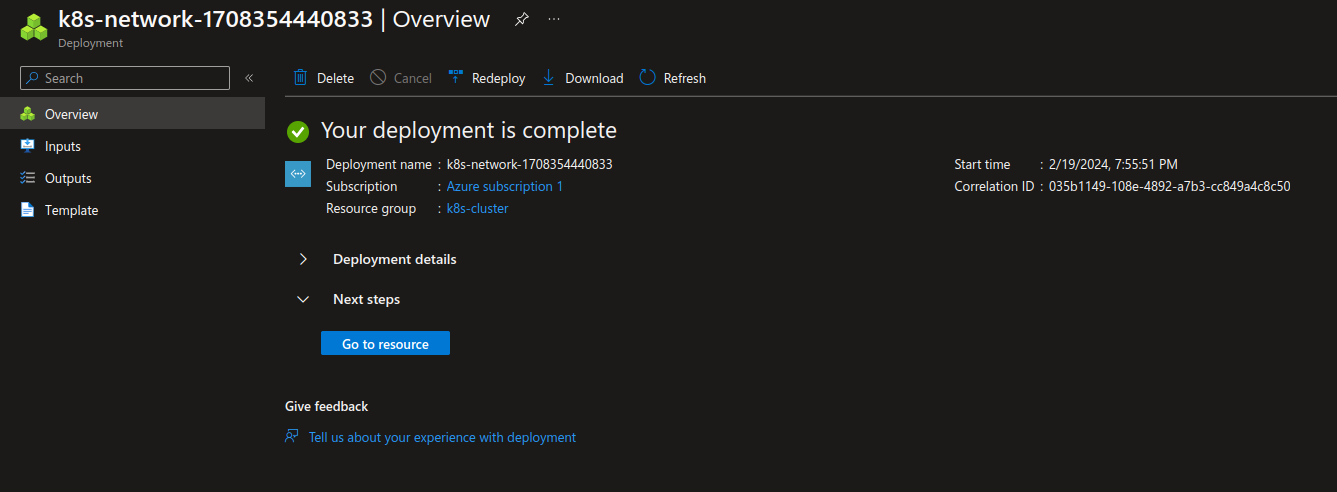 k8s-network-1708354440833 | Overview
Deployment
Search
Delete Cancel Redeploy Download Refresh
Overview
Inputs
Outputs
Template
Your deployment is complete
Deployment name : k8s-network-1708354440833
Subscription : Azure subscription 1
Resource group : k8s-cluster
Start time : 2/19/2024, 7:55:51 PM
Correlation ID : 035b1149-108e-4892-a7b3-cc849a4c8c50
Deployment details
Next steps
Go to resource
Give feedback
Tell us about your experience with deployment